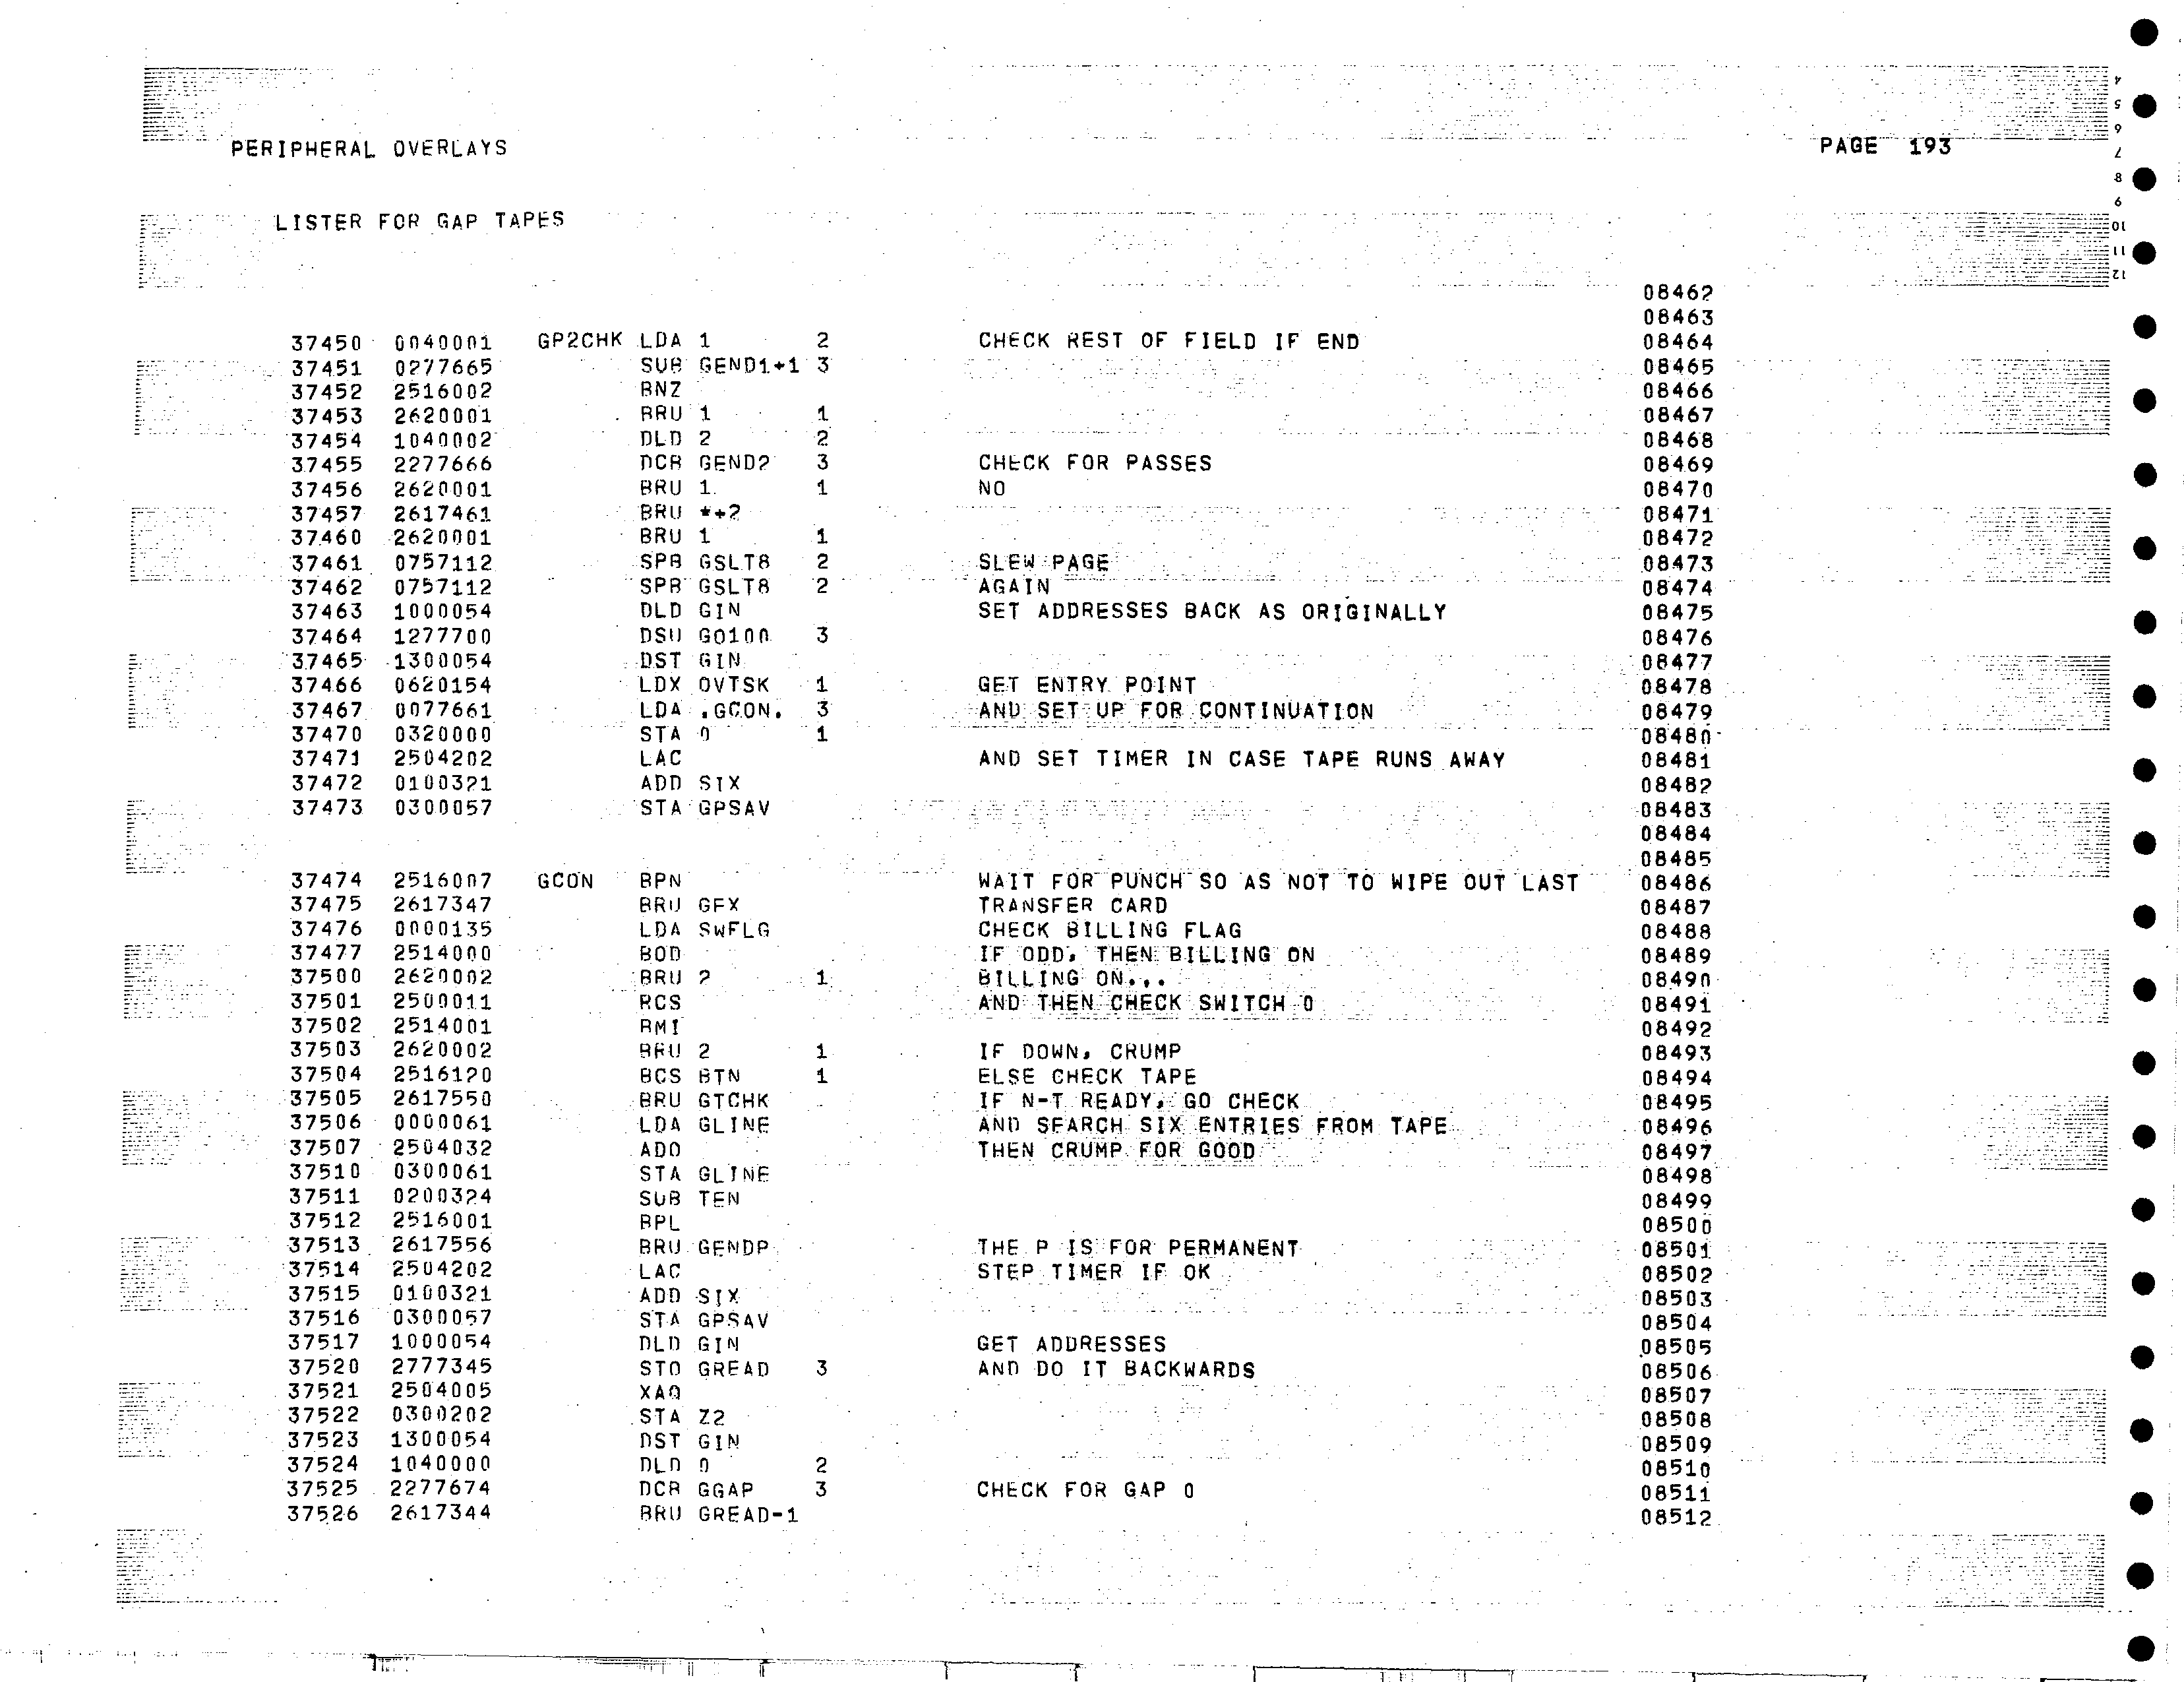 PERIPHERAL OVERLAYS PAGE 193
LISTER FOR GAP TAPES
08462
08463
37450 0040001 GP2CHK LDA 1 2 CHECK REST OF FIELD IF END 08464
37451 0277665 SUB GEND1+1 3 08465
37452 2516002 BNZ 08466
37453 2620001 BRU 1 1 08467
37454 1040002 DLD 2 2 08468
37455 2277666 DCB GEND2 3 CHECK FOR PASSES 08469
37456 2620001 BRU 1 1 NO 08470
37457 2617461 BRU *+2 08471
37460 2620001 BRU 1 1 08472
37461 0757112 SPB GSLT8 2 SLEW PAGE 08473
37462 0757112 SPB GSLT8 2 AGAIN 08474
37463 1000054 DLD GIN SET ADDRESSES BACK AS ORIGINALLY 08475
37464 1277700 DSU GO100 3 08476
37465 1300054 DST GIN 08477
37466 0620154 LDX OVTSK 1 GET ENTRY POINT 08478
37467 0077661 LDA .GCON. 3 AND SET UP FOR CONTINUATION 08479
37470 0320000 STA 0 1 08480
37471 2504202 LAC AND SET TIMER IN CASE TAPE RUNS AWAY 08481
37472 0100321 ADD SIX 08482
37473 0300057 STA GPSAV 08483
08484
08485
37474 2516007 GCON BPN WAIT FOR PUNCH SO AS NOT TO WIPE OUT LAST 08486
37475 2617347 BRU GFX TRANSFER CARD 08487
37476 0000135 LDA SWFLG CHECK BILLING FLAG 08488
37477 2514000 BOD IF ODD, THEN BILLING ON 08489
37500 2620002 BRU 2 1 BILLING ON... 08490
37501 2500011 RCS AND THEN CHECK SWITCH 0 08491
37502 2514001 BMI 08492
37503 2620002 BRU 2 1 IF DOWN, CRUMP 08493
37504 2516120 BCS BTN 1 ELSE CHECK TAPE 08494
37505 2617550 BRU GTCHK IF N-T READY, GO CHECK 08495
37506 0000061 LDA GLINE AND SEARCH SIX ENTRIES FROM TAPE 08496
37507 2504032 ADO THEN CRUMP FOR GOOD 08497
37510 0300061 STA GLINE 08498
37511 0200324 SUB TEN 08499
37512 2516001 BPL 08500
37513 2617556 BRU GENDP THE P IS FOR PERMANENT 08501
37514 2504202 LAC STEP TIMER IF OK 08502
37515 0100321 ADD SIX 08503
37516 0300057 STA GPSAV 08504
37517 1000054 DLD GIN GET ADDRESSES 08505
37520 2777345 STO GREAD 3 AND DO IT BACKWARDS 08506
37521 2504005 XAQ 08507
37522 0300202 STA Z2 08508
37523 1300054 DST GIN 08509
37524 1040000 DLD 0 2 08510
37525 2277674 DCB GGAP 3 CHECK FOR GAP 0 08511
37526 2617344 BRU GREAD-1 08512
4
5
6
7
8
9
10
11
12